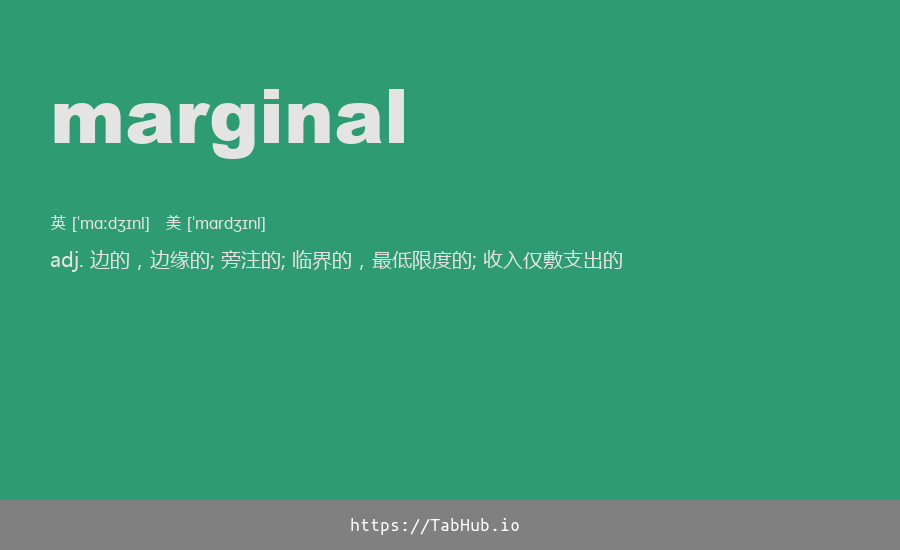 marginal
英 [ˈmɑːdʒɪnl] 美 [ˈmɑrdʒɪnl]
adj. 边的，边缘的; 旁注的; 临界的，最低限度的; 收入仅敷支出的
https://TabHub.io